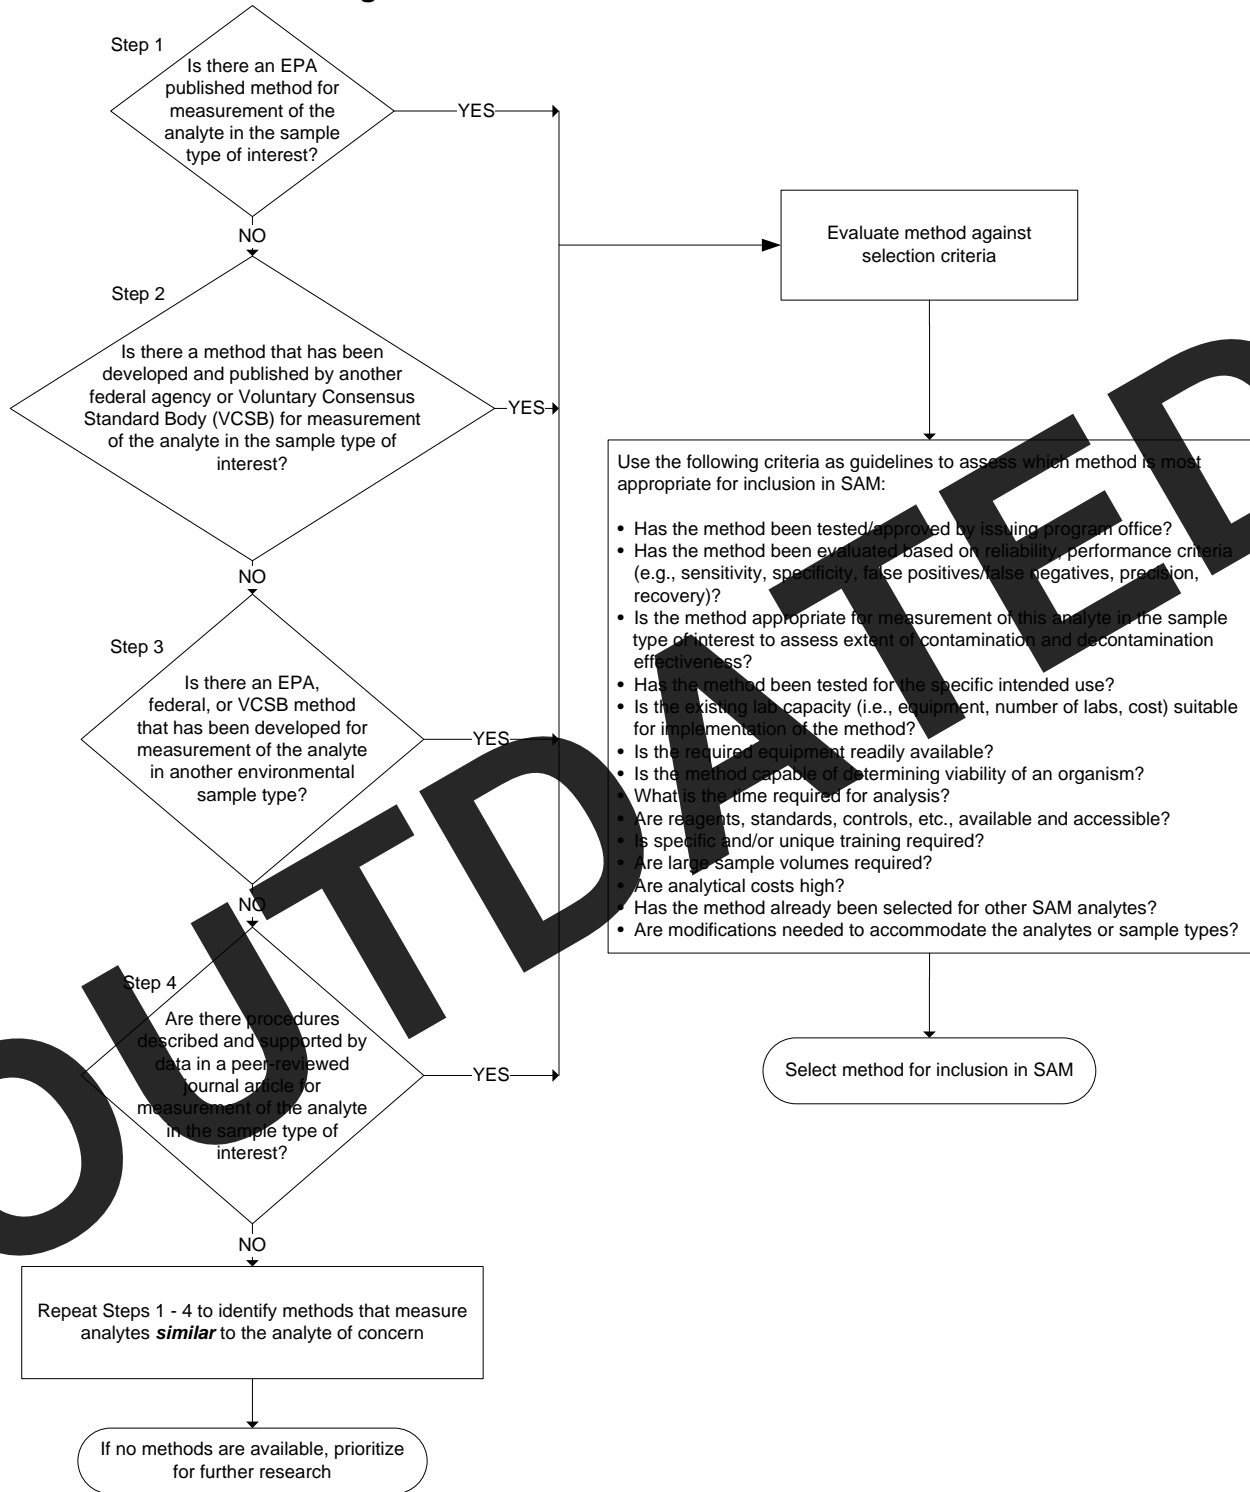 Step 1
Is there an EPA
published method for
measurement of the
analyte in the sample
type of interest?
YES
NO
Step 2
Is there a method that has been
developed and published by another
federal agency or Voluntary Consensus
Standard Body (VCSB) for measurement
of the analyte in the sample type of
interest?
YES
NO
Step 3
Is there an EPA,
federal, or VCSB method
that has been developed for
measurement of the analyte
in another environmental
sample type?
YES
NO
Step 4
Are there procedures
described and supported by
data in a peer-reviewed
journal article for
measurement of the analyte
in the sample type of
interest?
YES
NO
Repeat Steps 1 - 4 to identify methods that measure
analytes similar to the analyte of concern
If no methods are available, prioritize
for further research
Evaluate method against
selection criteria
Use the following criteria as guidelines to assess which method is most
appropriate for inclusion in SAM:
• Has the method been tested/approved by issuing program office?
• Has the method been evaluated based on reliability, performance criteria
(e.g., sensitivity, specificity, false positives/false negatives, precision,
recovery)?
• Is the method appropriate for measurement of this analyte in the sample
type of interest to assess extent of contamination and decontamination
effectiveness?
• Has the method been tested for the specific intended use?
• Is the existing lab capacity (i.e., equipment, number of labs, cost) suitable
for implementation of the method?
• Is the required equipment readily available?
• Is the method capable of determining viability of an organism?
• What is the time required for analysis?
• Are reagents, standards, controls, etc., available and accessible?
• Is specific and/or unique training required?
• Are large sample volumes required?
• Are analytical costs high?
• Has the method already been selected for other SAM analytes?
• Are modifications needed to accommodate the analytes or sample types?
Select method for inclusion in SAM
OUTDATED